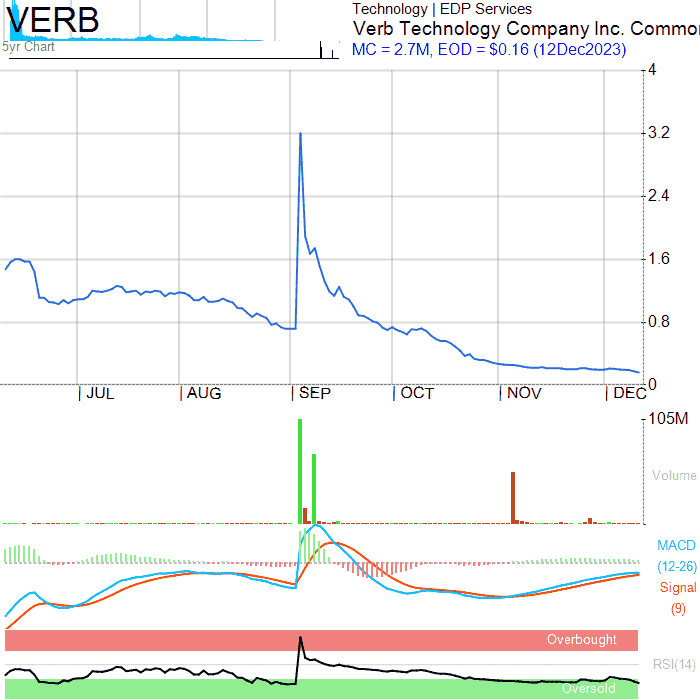 VERB
5yr Chart
Technology | EDP Services
Verb Technology Company Inc. Commo
MC = 2.7M, EOD = $0.16 (12Dec2023)
4
3.2
2.4
1.6
0.8
0
JUL AUG SEP OCT NOV DEC
105M
Volume
MACD
(12-26)
Signal
(9)
Overbought
RSI(14)
Oversold